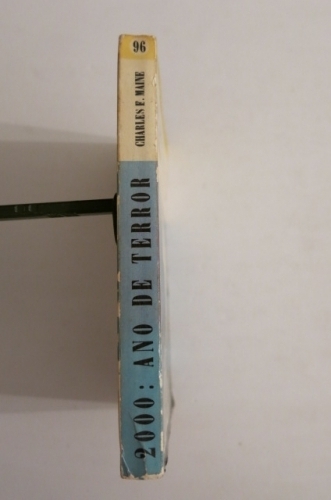 96
CHARLES F. MAINE
2000: ANO DE TERROR